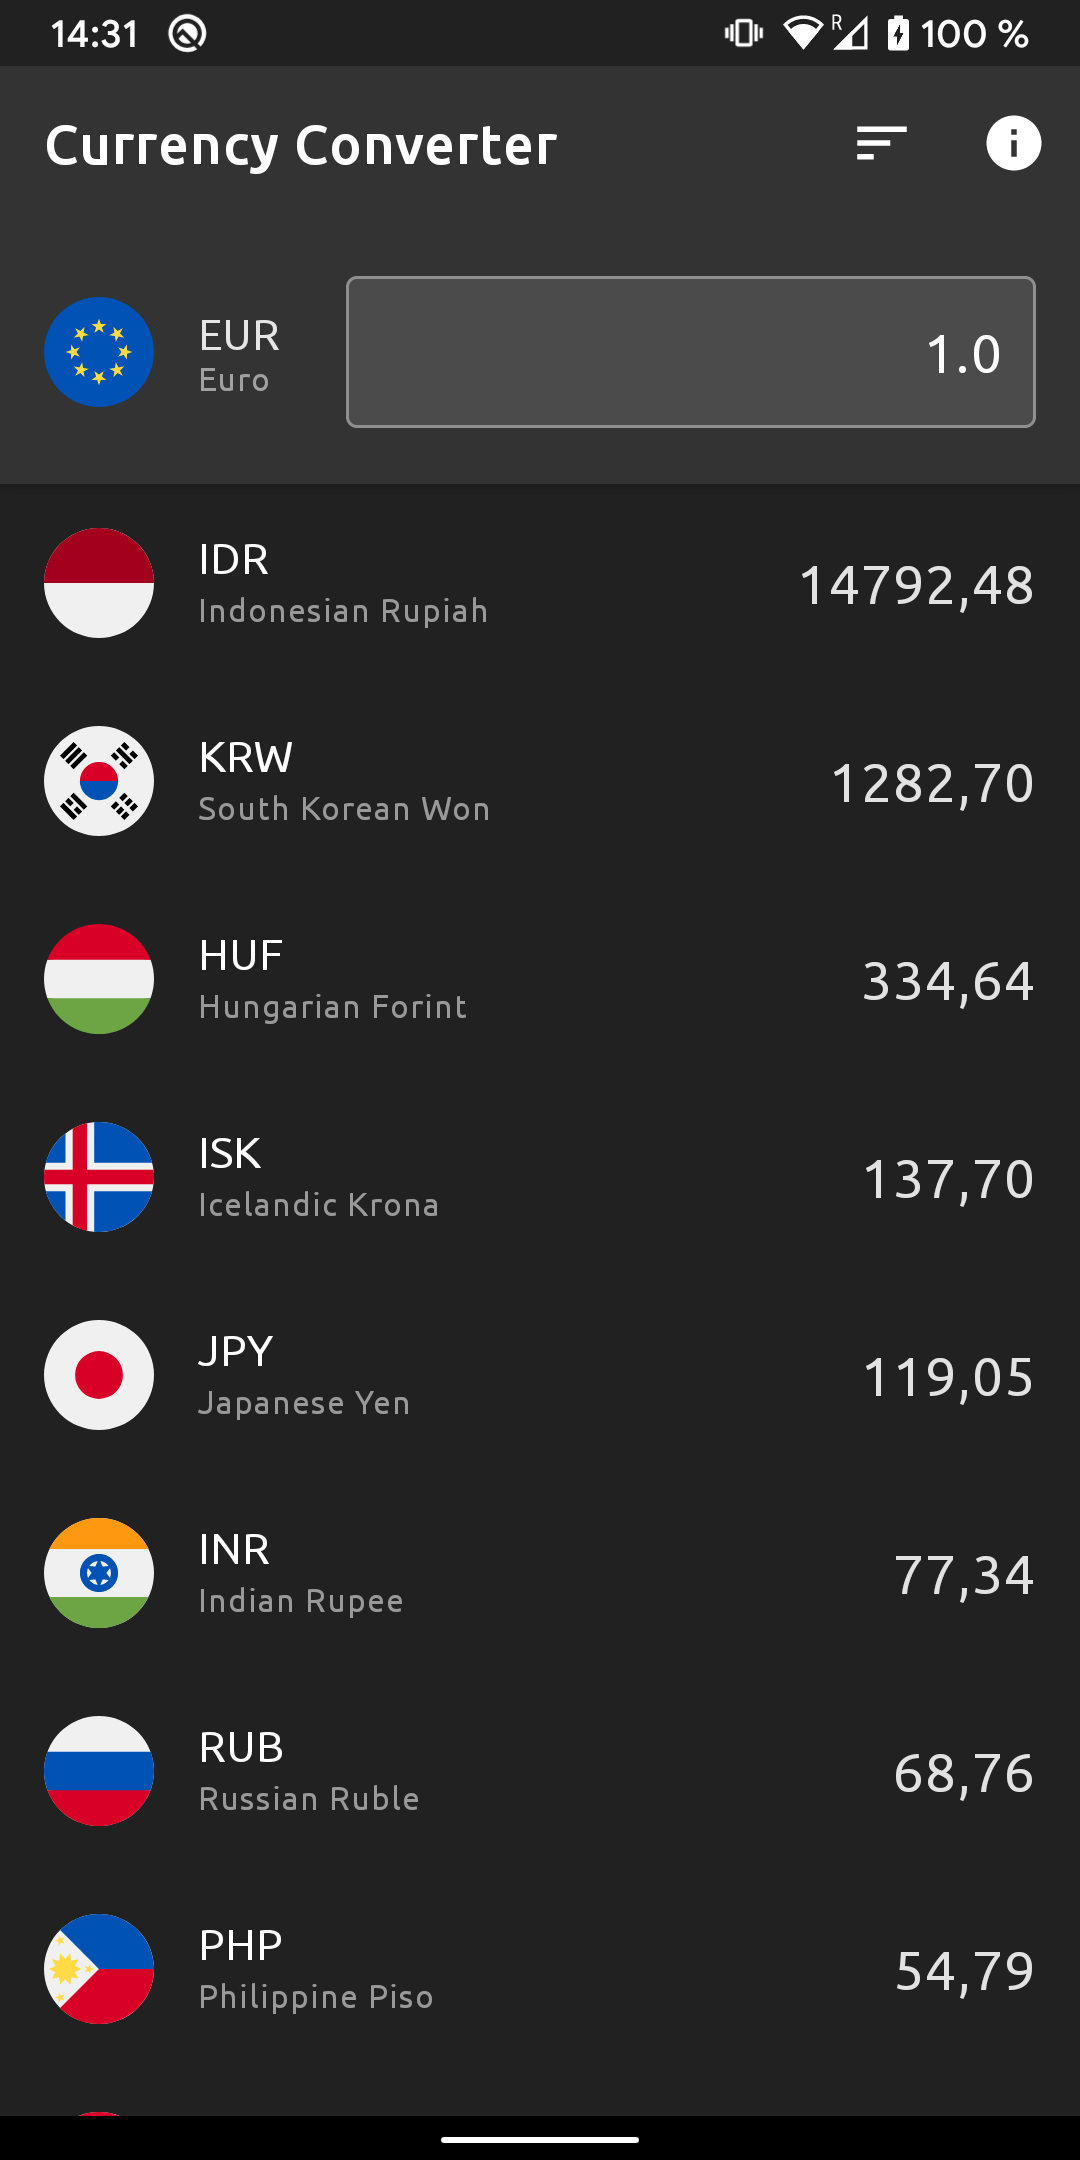 14:31
R
100 %
Currency Converter
EUR
Euro
1.0
IDR
Indonesian Rupiah
14792,48
KRW
South Korean Won
1282,70
HUF
Hungarian Forint
334,64
ISK
Icelandic Krona
137,70
JPY
Japanese Yen
119,05
INR
Indian Rupee
77,34
RUB
Russian Ruble
68,76
PHP
Philippine Piso
54,79